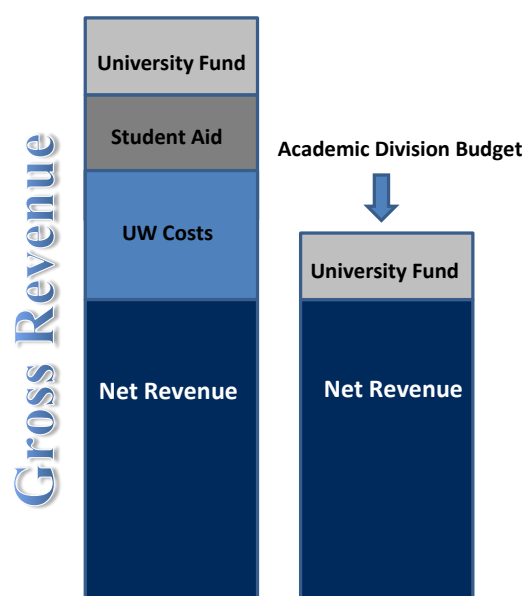 Gross Revenue
University Fund
Student Aid
UW Costs
Net Revenue
Academic Division Budget
University Fund
Net Revenue